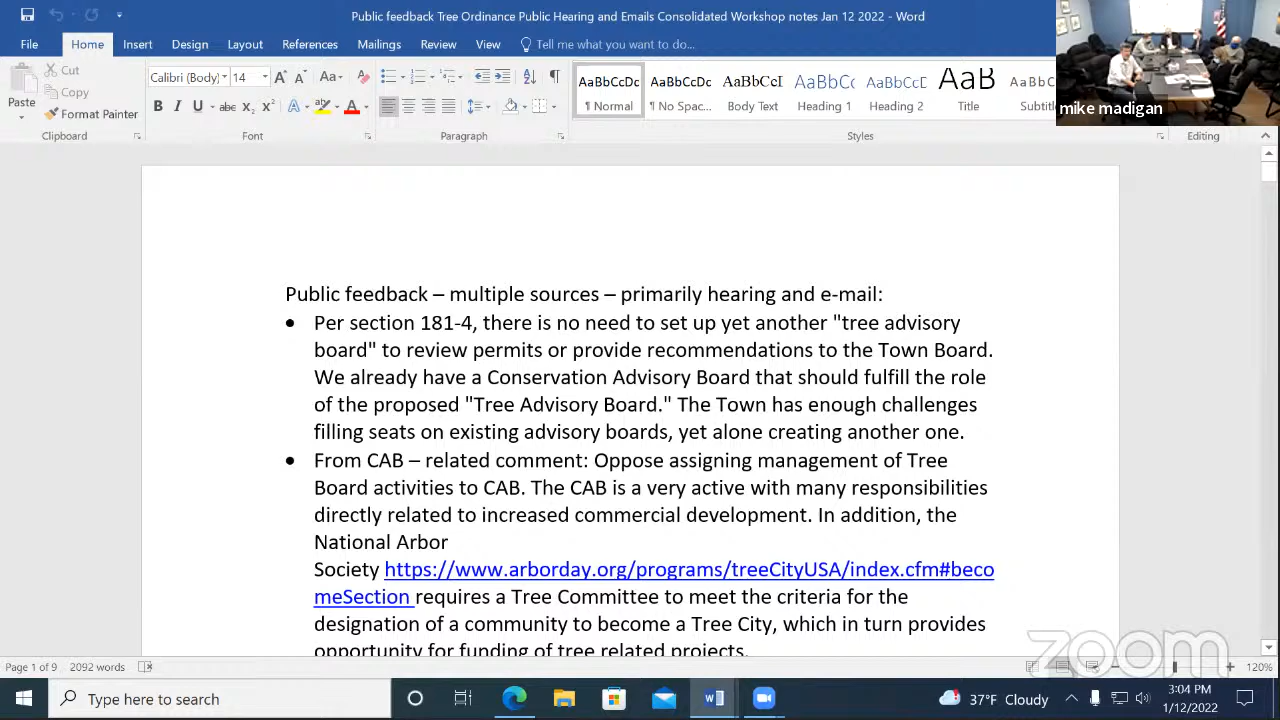 Public feedback Tree Ordinance Public Hearing and Emails Consolidated Workshop notes Jan 12 2022 - Word
File Home Insert Design Layout References Mailings Review View Tell me what you want to do...
Paste
Cut
Copy
Format Painter
Clipboard
Calibri (Body) 14
Font
Paragraph
AaBbCcDc AaBbCcDc AaBbCcI AaBbCc AaBbCcD AaB AaBbCc
¶ Normal ¶ No Spac... Body Text Heading 1 Heading 2 Title Subtitl
Styles
Editing
mike madigan
Public feedback – multiple sources – primarily hearing and e-mail:
• Per section 181-4, there is no need to set up yet another "tree advisory
board" to review permits or provide recommendations to the Town Board.
We already have a Conservation Advisory Board that should fulfill the role
of the proposed "Tree Advisory Board." The Town has enough challenges
filling seats on existing advisory boards, yet alone creating another one.
• From CAB – related comment: Oppose assigning management of Tree
Board activities to CAB. The CAB is a very active with many responsibilities
directly related to increased commercial development. In addition, the
National Arbor
Society https://www.arborday.org/programs/treeCityUSA/index.cfm#beco
meSection requires a Tree Committee to meet the criteria for the
designation of a community to become a Tree City, which in turn provides
opportunity for funding of tree related projects.
zoom
Page 1 of 9 2092 words
120%
Type here to search
37°F Cloudy
3:04 PM
1/12/2022